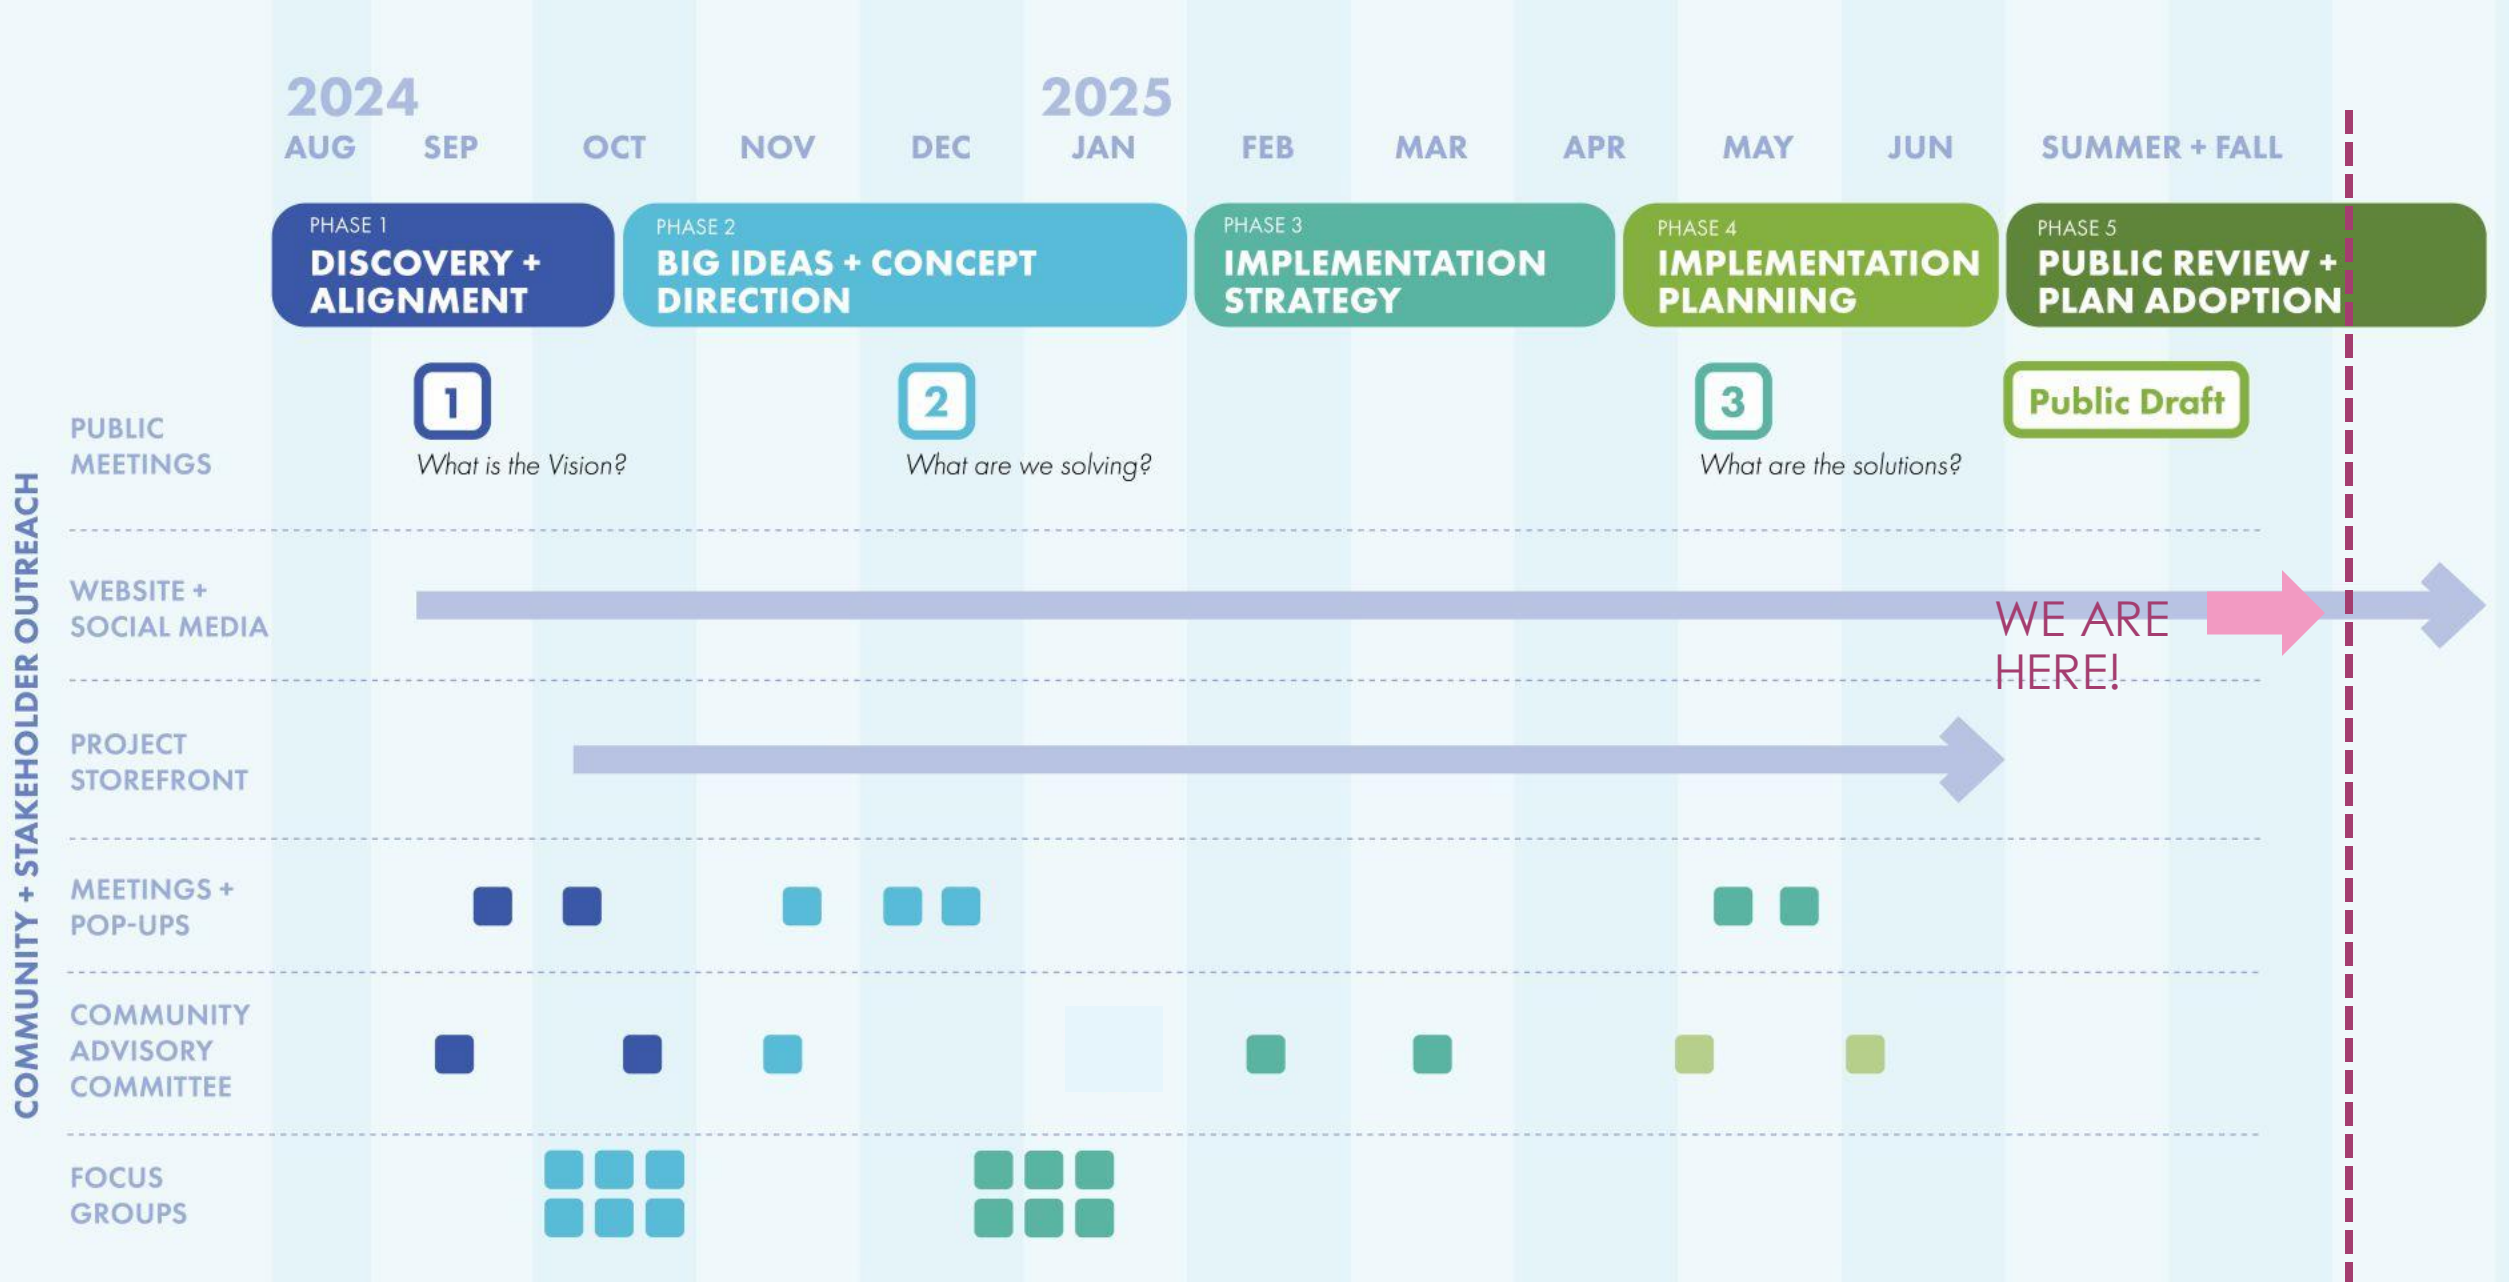 2024
2025
AUG
SEP
OCT
NOV
DEC
JAN
FEB
MAR
APR
MAY
JUN
SUMMER + FALL
PHASE 1
DISCOVERY +
ALIGNMENT
PHASE 2
BIG IDEAS + CONCEPT
DIRECTION
PHASE 3
IMPLEMENTATION
STRATEGY
PHASE 4
IMPLEMENTATION
PLANNING
PHASE 5
PUBLIC REVIEW +
PLAN ADOPTION
COMMUNITY + STAKEHOLDER OUTREACH
PUBLIC
MEETINGS
1
What is the Vision?
2
What are we solving?
3
What are the solutions?
Public Draft
WEBSITE +
SOCIAL MEDIA
WE ARE
HERE!
PROJECT
STOREFRONT
MEETINGS +
POP-UPS
COMMUNITY
ADVISORY
COMMITTEE
FOCUS
GROUPS